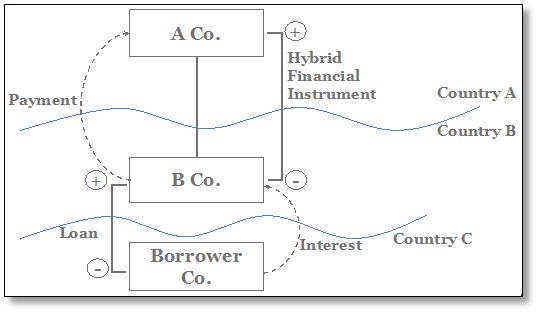 A Co.
+
Hybrid
Financial
Instrument
Payment
Country A
Country B
+
B Co.
-
Loan
Interest
Country C
-
Borrower
Co.